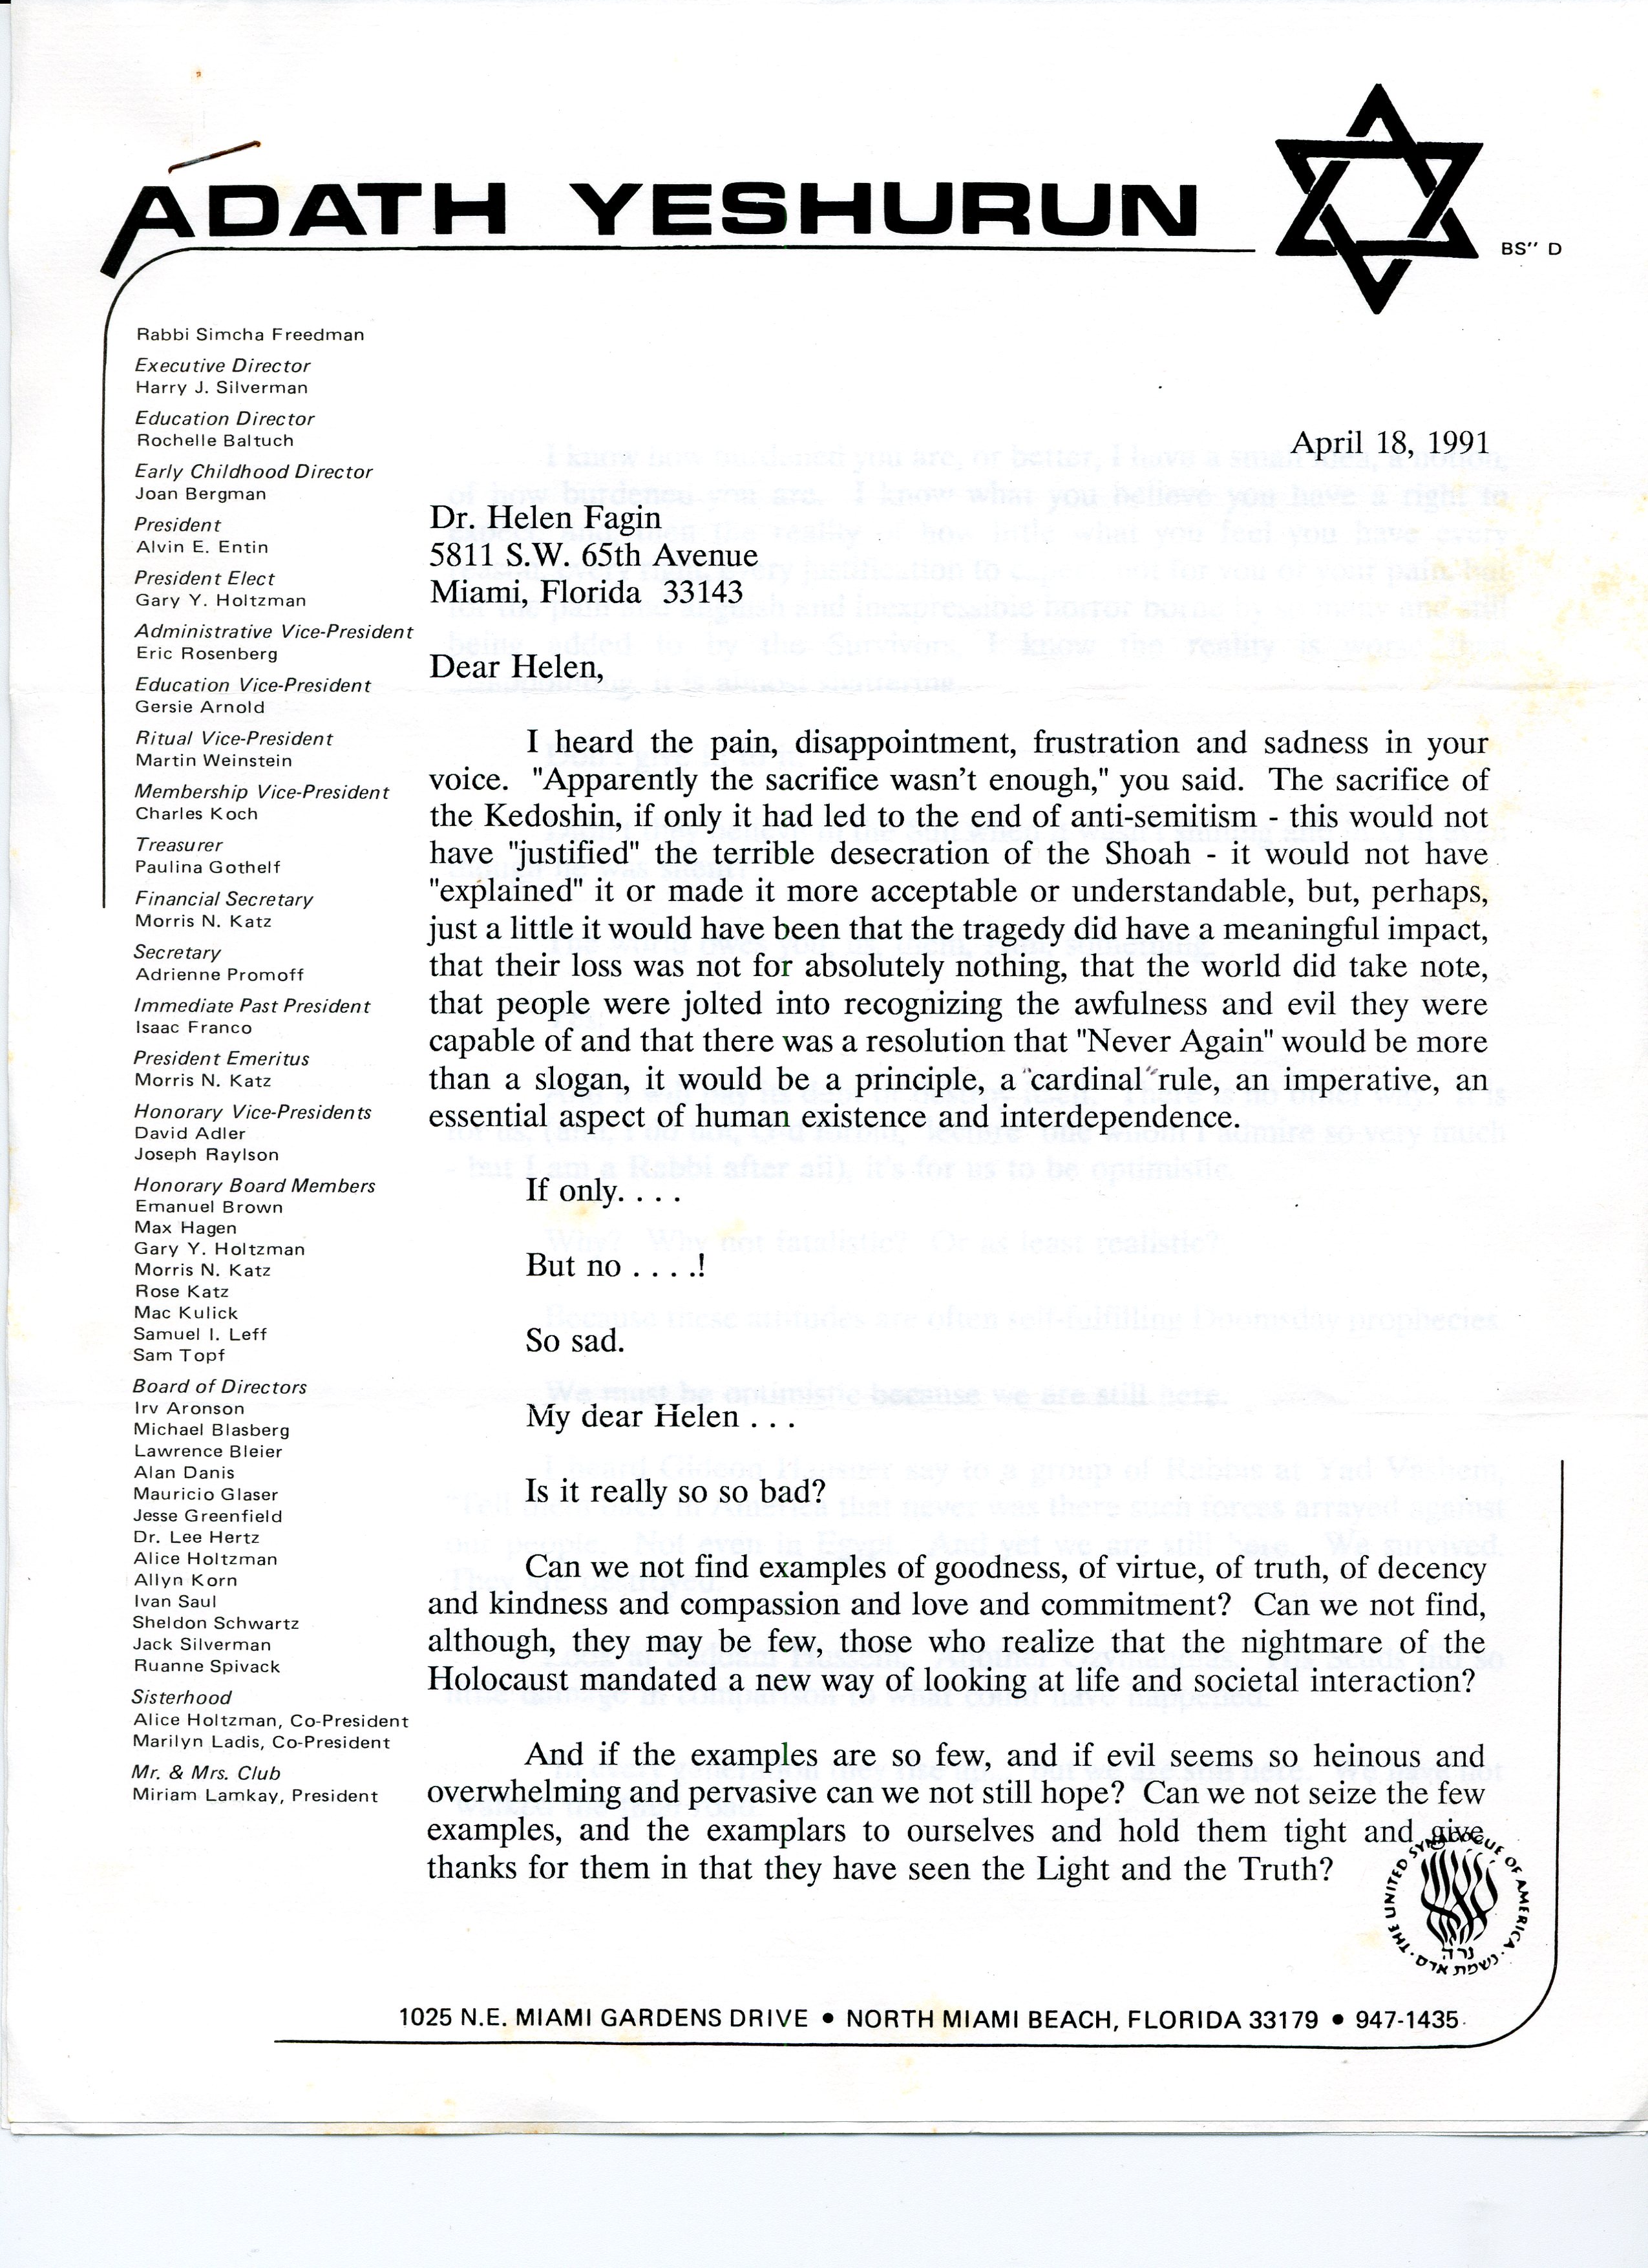 ADATH YESHURUN
BS" D
Rabbi Simcha Freedman
Executive Director
Harry J. Silverman
Education Director
Rochelle Baltuch
Early Childhood Director
Joan Bergman
President
Alvin E. Entin
President Elect
Gary Y. Holtzman
Administrative Vice-President
Eric Rosenberg
Education Vice-President
Gersie Arnold
Ritual Vice-President
Martin Weinstein
Membership Vice-President
Charles Koch
Treasurer
Paulina Gothelf
Financial Secretary
Morris N. Katz
Secretary
Adrienne Promoff
Immediate Past President
Isaac Franco
President Emeritus
Morris N. Katz
Honorary Vice-Presidents
David Adler
Joseph Raylson
Honorary Board Members
Emanuel Brown
Max Hagen
Gary Y. Holtzman
Morris N. Katz
Rose Katz
Mac Kulick
Samuel I. Leff
Sam Topf
Board of Directors
Irv Aronson
Michael Blasberg
Lawrence Bleier
Alan Danis
Mauricio Glaser
Jesse Greenfield
Dr. Lee Hertz
Alice Holtzman
Allyn Korn
Ivan Saul
Sheldon Schwartz
Jack Silverman
Ruanne Spivack
Sisterhood
Alice Holtzman, Co-President
Marilyn Ladis, Co-President
Mr. & Mrs. Club
Miriam Lamkay, President
April 18, 1991
Dr. Helen Fagin
5811 S.W. 65th Avenue
Miami, Florida 33143
Dear Helen,
I heard the pain, disappointment, frustration and sadness in your
voice. "Apparently the sacrifice wasn't enough," you said. The sacrifice of
the Kedoshin, if only it had led to the end of anti-semitism - this would not
have "justified" the terrible desecration of the Shoah - it would not have
"explained" it or made it more acceptable or understandable, but, perhaps,
just a little it would have been that the tragedy did have a meaningful impact,
that their loss was not for absolutely nothing, that the world did take note,
that people were jolted into recognizing the awfulness and evil they were
capable of and that there was a resolution that "Never Again" would be more
than a slogan, it would be a principle, a "cardinal" rule, an imperative, an
essential aspect of human existence and interdependence.
If only. . . .
But no . . . .!
So sad.
My dear Helen . . .
Is it really so so bad?
Can we not find examples of goodness, of virtue, of truth, of decency
and kindness and compassion and love and commitment? Can we not find,
although, they may be few, those who realize that the nightmare of the
Holocaust mandated a new way of looking at life and societal interaction?
And if the examples are so few, and if evil seems so heinous and
overwhelming and pervasive can we not still hope? Can we not seize the few
examples, and the examplars to ourselves and hold them tight and give
thanks for them in that they have seen the Light and the Truth?
THE UNITED SYNAGOGUE OF AMERICA
1025 N.E. MIAMI GARDENS DRIVE • NORTH MIAMI BEACH, FLORIDA 33179 • 947-1435